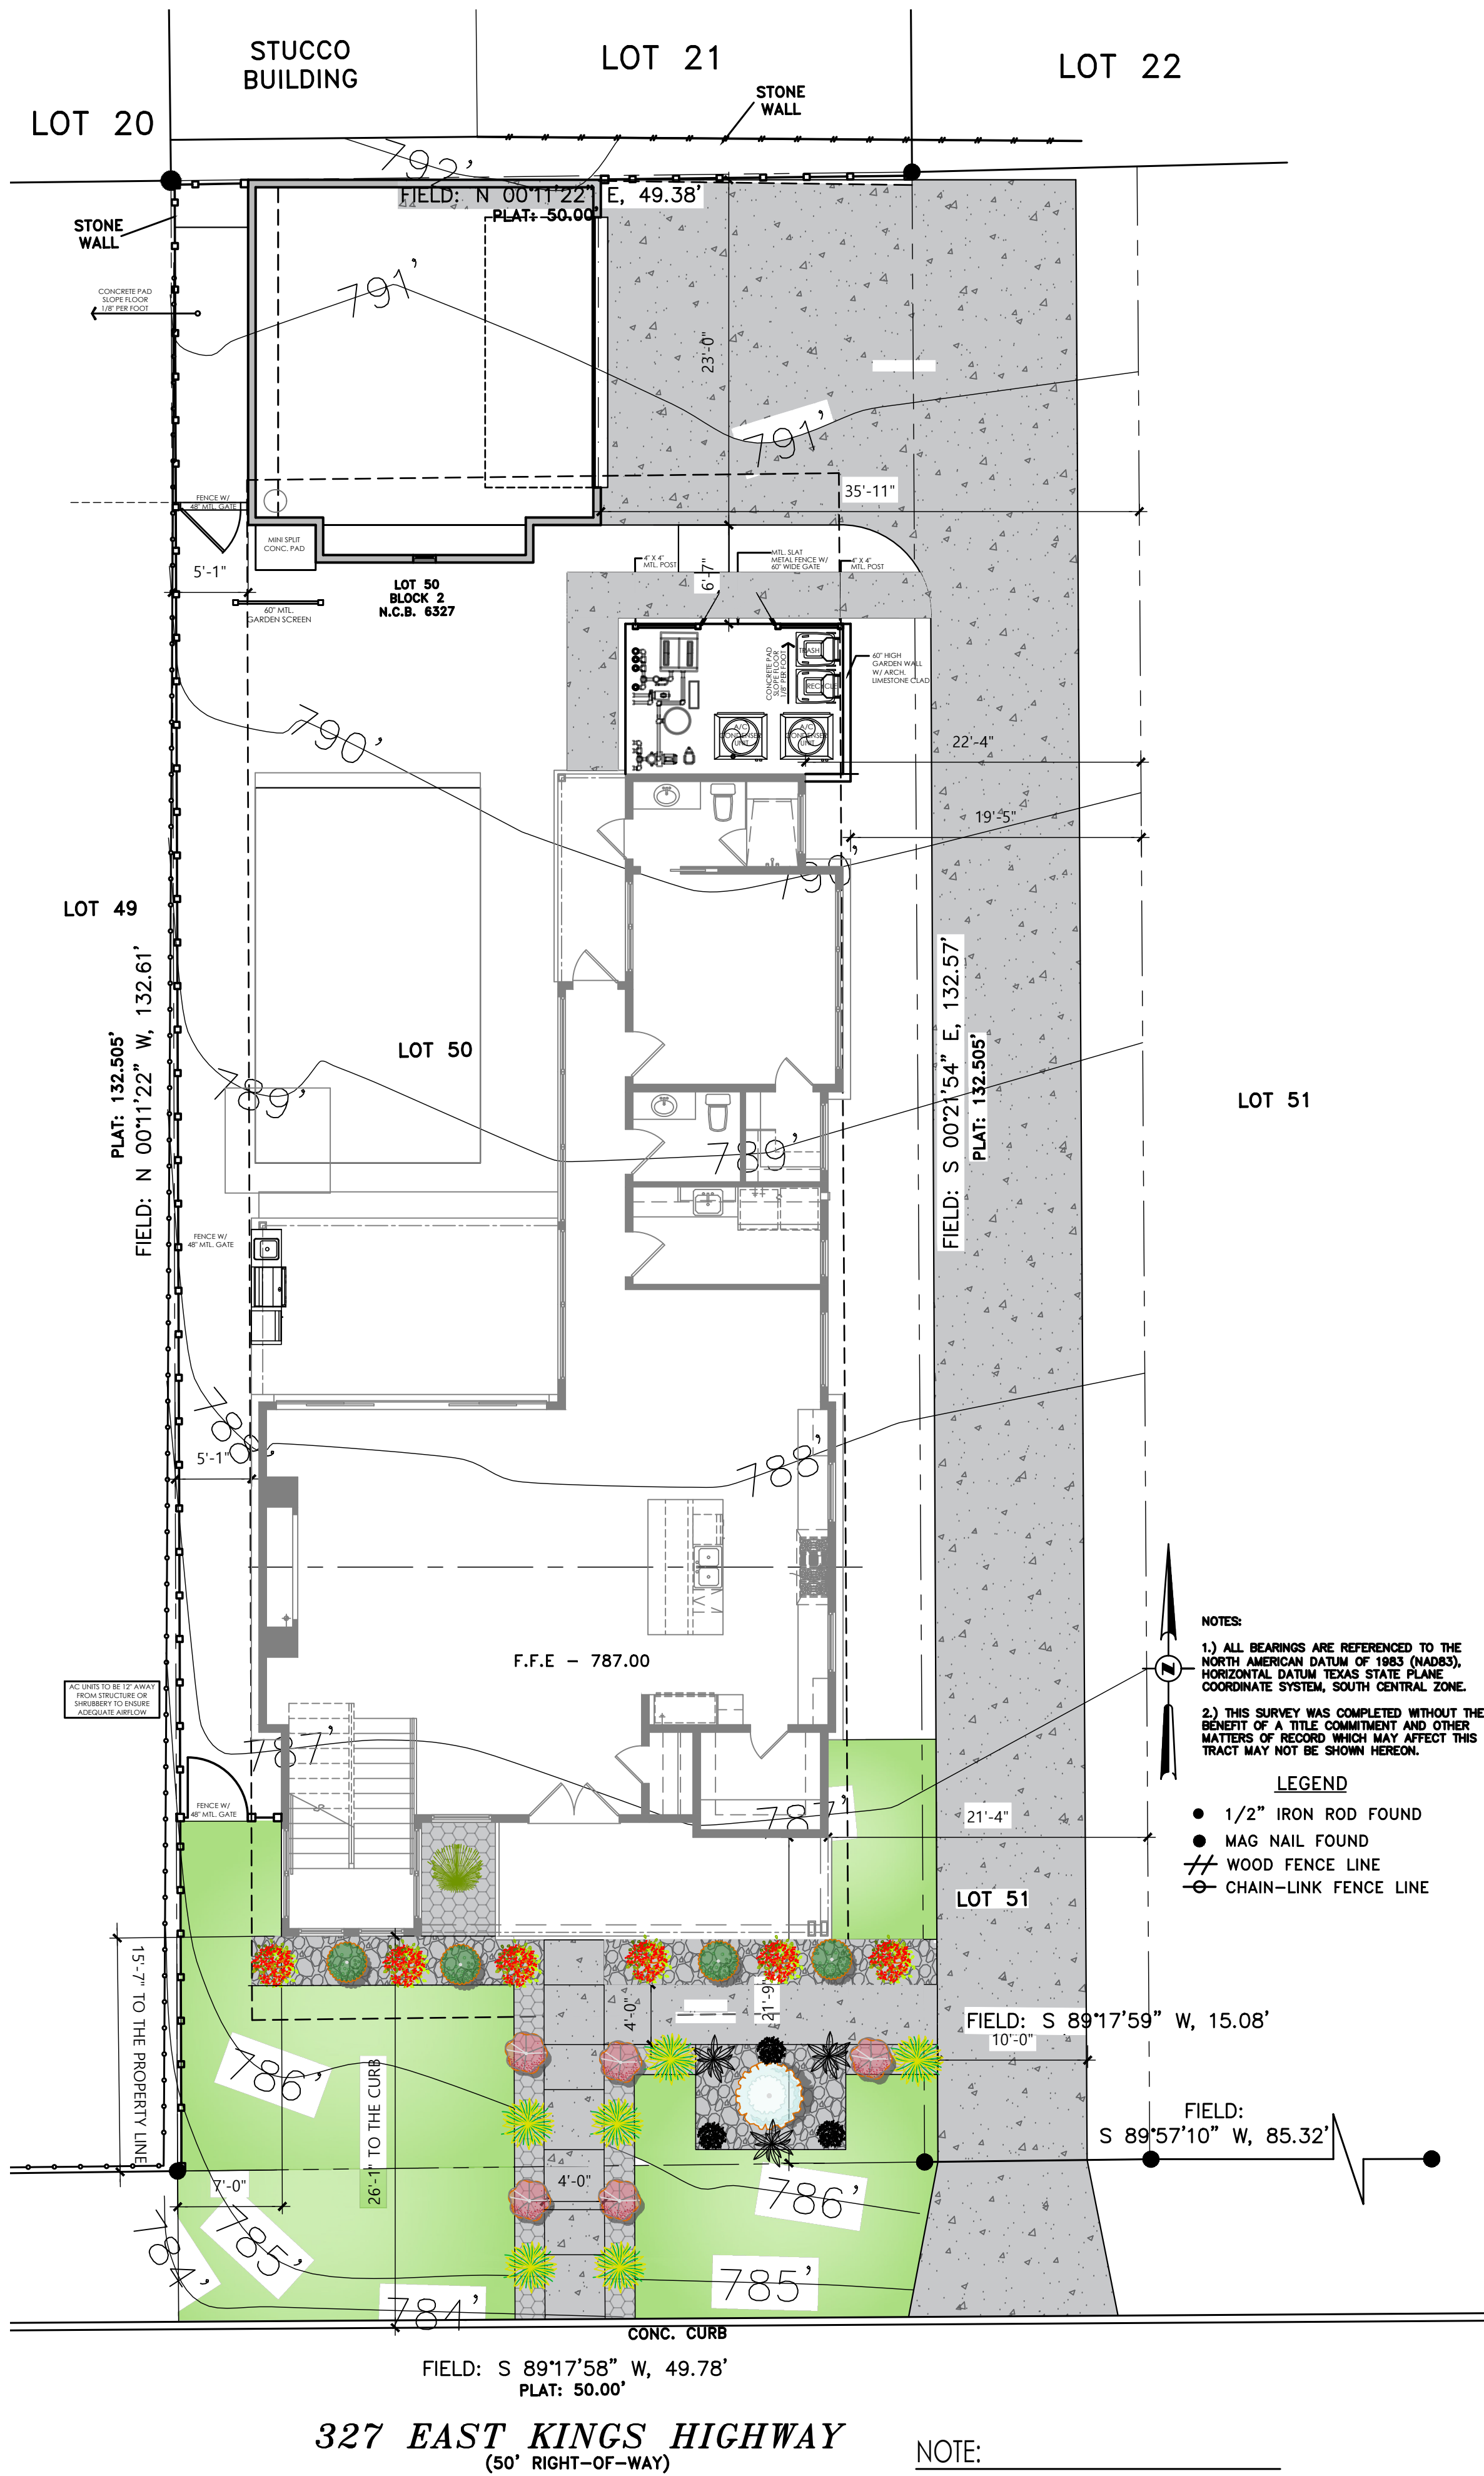 STUCCO
BUILDING
LOT 21
LOT 22
LOT 20
STONE
WALL
792'
FIELD: N 00°11'22" E, 49.38'
PLAT: 50.00'
STONE
WALL
791'
CONCRETE PAD
SLOPE FLOOR
1/8" PER FOOT
23'-0"
791'
35'-11"
FENCE W/
48" MTL. GATE
MINI SPLIT
CONC. PAD
5'-1"
4" X 4"
MTL. POST
6'-7"
MTL. SLAT
METAL FENCE W/
60" WIDE GATE
4" X 4"
MTL. POST
LOT 50
BLOCK 2
N.C.B. 6327
60" MTL.
GARDEN SCREEN
CONCRETE PAD
SLOPE FLOOR
1/8" PER FOOT
TRASH
RECYCLE
60" HIGH
GARDEN WALL
W/ ARCH.
LIMESTONE CLAD
790'
A/C
CONDENSER
UNIT
A/C
CONDENSER
UNIT
22'-4"
19'-5"
790'
LOT 49
PLAT: 132.505'
FIELD: N 00°11'22" W, 132.61'
LOT 50
FIELD: S 00°21'54" E, 132.57'
PLAT: 132.505'
LOT 51
789'
789'
FENCE W/
48" MTL. GATE
788'
5'-1"
788'
F.F.E - 787.00
NOTES:
1.) ALL BEARINGS ARE REFERENCED TO THE
NORTH AMERICAN DATUM OF 1983 (NAD83),
HORIZONTAL DATUM TEXAS STATE PLANE
COORDINATE SYSTEM, SOUTH CENTRAL ZONE.
2.) THIS SURVEY WAS COMPLETED WITHOUT THE
BENEFIT OF A TITLE COMMITMENT AND OTHER
MATTERS OF RECORD WHICH MAY AFFECT THIS
TRACT MAY NOT BE SHOWN HEREON.
N
AC UNITS TO BE 12" AWAY
FROM STRUCTURE OR
SHRUBBERY TO ENSURE
ADEQUATE AIRFLOW
787'
LEGEND
1/2" IRON ROD FOUND
MAG NAIL FOUND
WOOD FENCE LINE
CHAIN-LINK FENCE LINE
FENCE W/
48" MTL. GATE
787'
21'-4"
LOT 51
15'-7" TO THE PROPERTY LINE
4'-0"
21'-9"
FIELD: S 89°17'59" W, 15.08'
10'-0"
786'
26'-1" TO THE CURB
FIELD:
S 89°57'10" W, 85.32'
7'-0"
4'-0"
786'
784'
785'
785'
784'
CONC. CURB
FIELD: S 89°17'58" W, 49.78'
PLAT: 50.00'
327 EAST KINGS HIGHWAY
(50' RIGHT-OF-WAY)
NOTE: